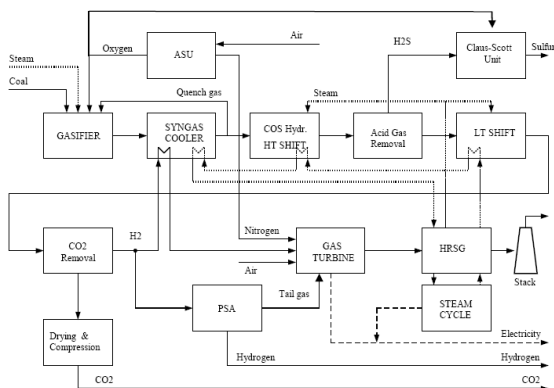 Air
H2S
Oxygen
ASU
Claus-Scott
Unit
Sulfur
Steam
Coal
Steam
Quench gas
GASIFIER
SYNGAS
COOLER
COS Hydr.
HT SHIFT
Acid Gas
Removal
LT SHIFT
CO2
Removal
H2
Nitrogen
Air
GAS
TURBINE
HRSG
Stack
PSA
Tail gas
STEAM
CYCLE
Drying &
Compression
Electricity
Hydrogen
Hydrogen
CO2
CO2